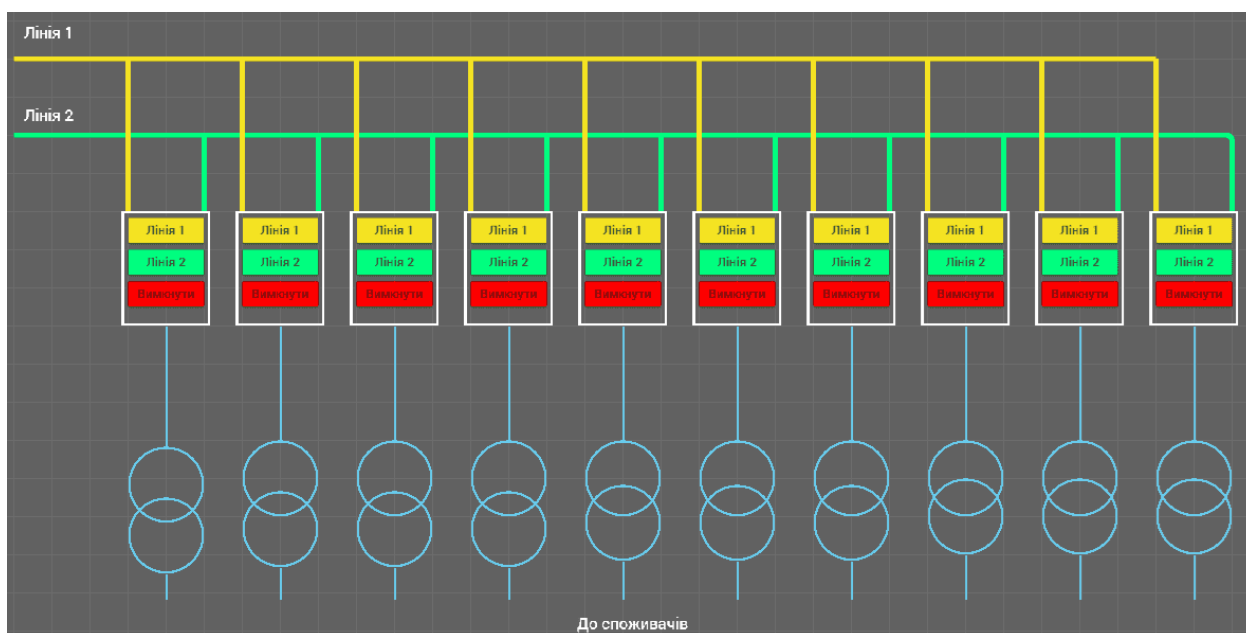 Лінія 1
Лінія 2
Лінія 1 Лінія 1 Лінія 1 Лінія 1 Лінія 1 Лінія 1 Лінія 1 Лінія 1 Лінія 1 Лінія 1
Лінія 2 Лінія 2 Лінія 2 Лінія 2 Лінія 2 Лінія 2 Лінія 2 Лінія 2 Лінія 2 Лінія 2
Вимкнути Вимкнути Вимкнути Вимкнути Вимкнути Вимкнути Вимкнути Вимкнути Вимкнути Вимкнути
До споживачів